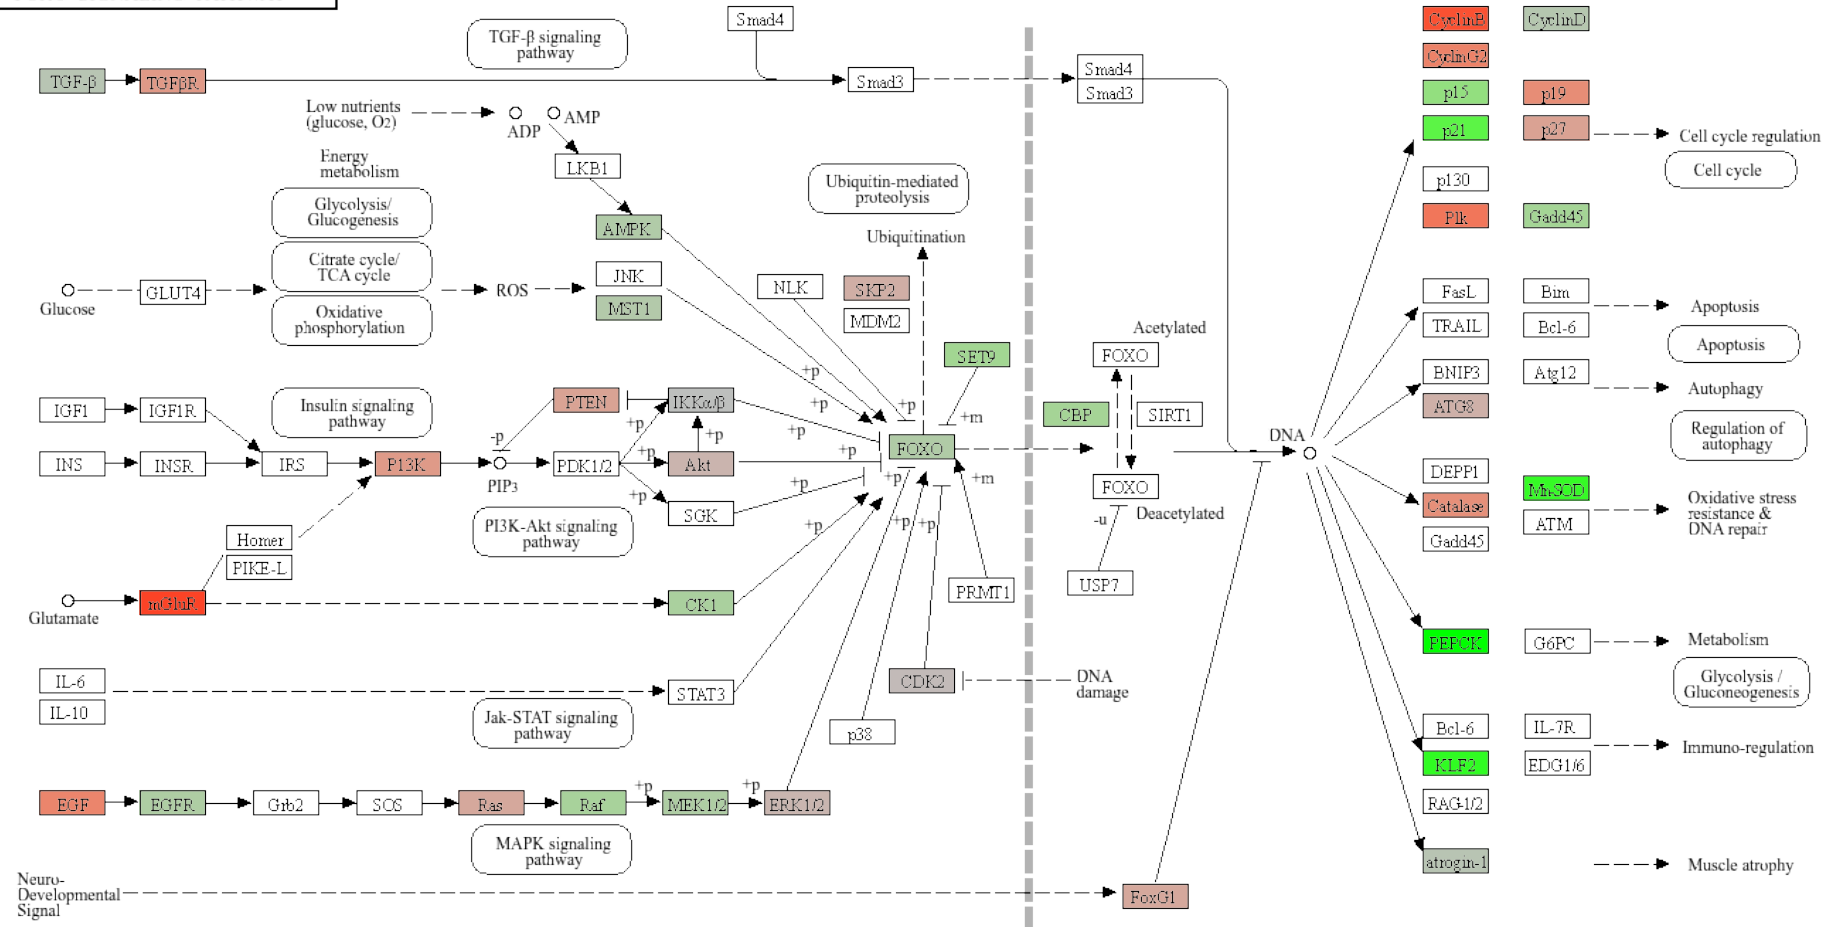 TGF-β signaling
pathway
Smad4
TGF-β
TGFβR
Smad3
Smad4
Smad3
Low nutrients
(glucose, O2)
ADP
AMP
LKB1
Energy
metabolism
Glycolysis/
Glucogenesis
Citrate cycle/
TCA cycle
Oxidative
phosphorylation
Glucose
GLUT4
ROS
AMPK
JNK
MST1
Ubiquitin-mediated
proteolysis
Ubiquitination
NLK
SKP2
MDM2
SET9
+p
+p
+p
+m
IGF1
IGF1R
Insulin signaling
pathway
PTEN
IKKα/β
INS
INSR
IRS
P13K
-p
PIP3
PDK1/2
+p
+p
+p
+p
Akt
SGK
+p
+p
+p
+p
+p
FOXO
+p
+p
+m
PI3K-Akt signaling
pathway
Homer
PIKE-L
Glutamate
mGluR
CK1
PRMT1
IL-6
IL-10
STAT3
Jak-STAT signaling
pathway
CDK2
DNA
damage
p38
EGF
EGFR
Grb2
SOS
Ras
Raf
+p
MEK1/2
+p
ERK1/2
MAPK signaling
pathway
Neuro-
Developmental
Signal
FoxG1
Acetylated
FOXO
CBP
SIRT1
FOXO
Deacetylated
-u
USP7
DNA
CyclinB
CyclinD
CyclinG2
p15
p19
p21
p27
Cell cycle regulation
Cell cycle
p130
Plk
Gadd45
FasL
Bim
TRAIL
Bcl-6
Apoptosis
Apoptosis
BNIP3
Atg12
ATG8
Autophagy
Regulation of
autophagy
DEPP1
MnSOD
Catalase
ATM
Gadd45
Oxidative stress
resistance &
DNA repair
PEPCK
G6PC
Metabolism
Glycolysis /
Gluconeogenesis
Bcl-6
IL-7R
KLF2
EDG1/6
RAG-1/2
Immuno-regulation
atrogin-1
Muscle atrophy